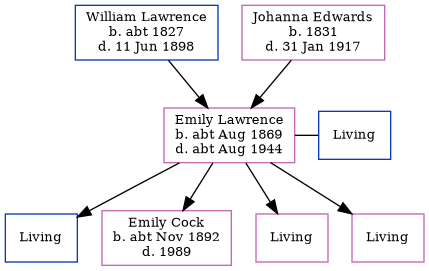 William Lawrence
b. abt 1827
d. 11 Jun 1898
Johanna Edwards
b. 1831
d. 31 Jan 1917
Emily Lawrence
b. abt Aug 1869
d. abt Aug 1944
Living
Living
Emily Cock
b. abt Nov 1892
d. 1989
Living
Living